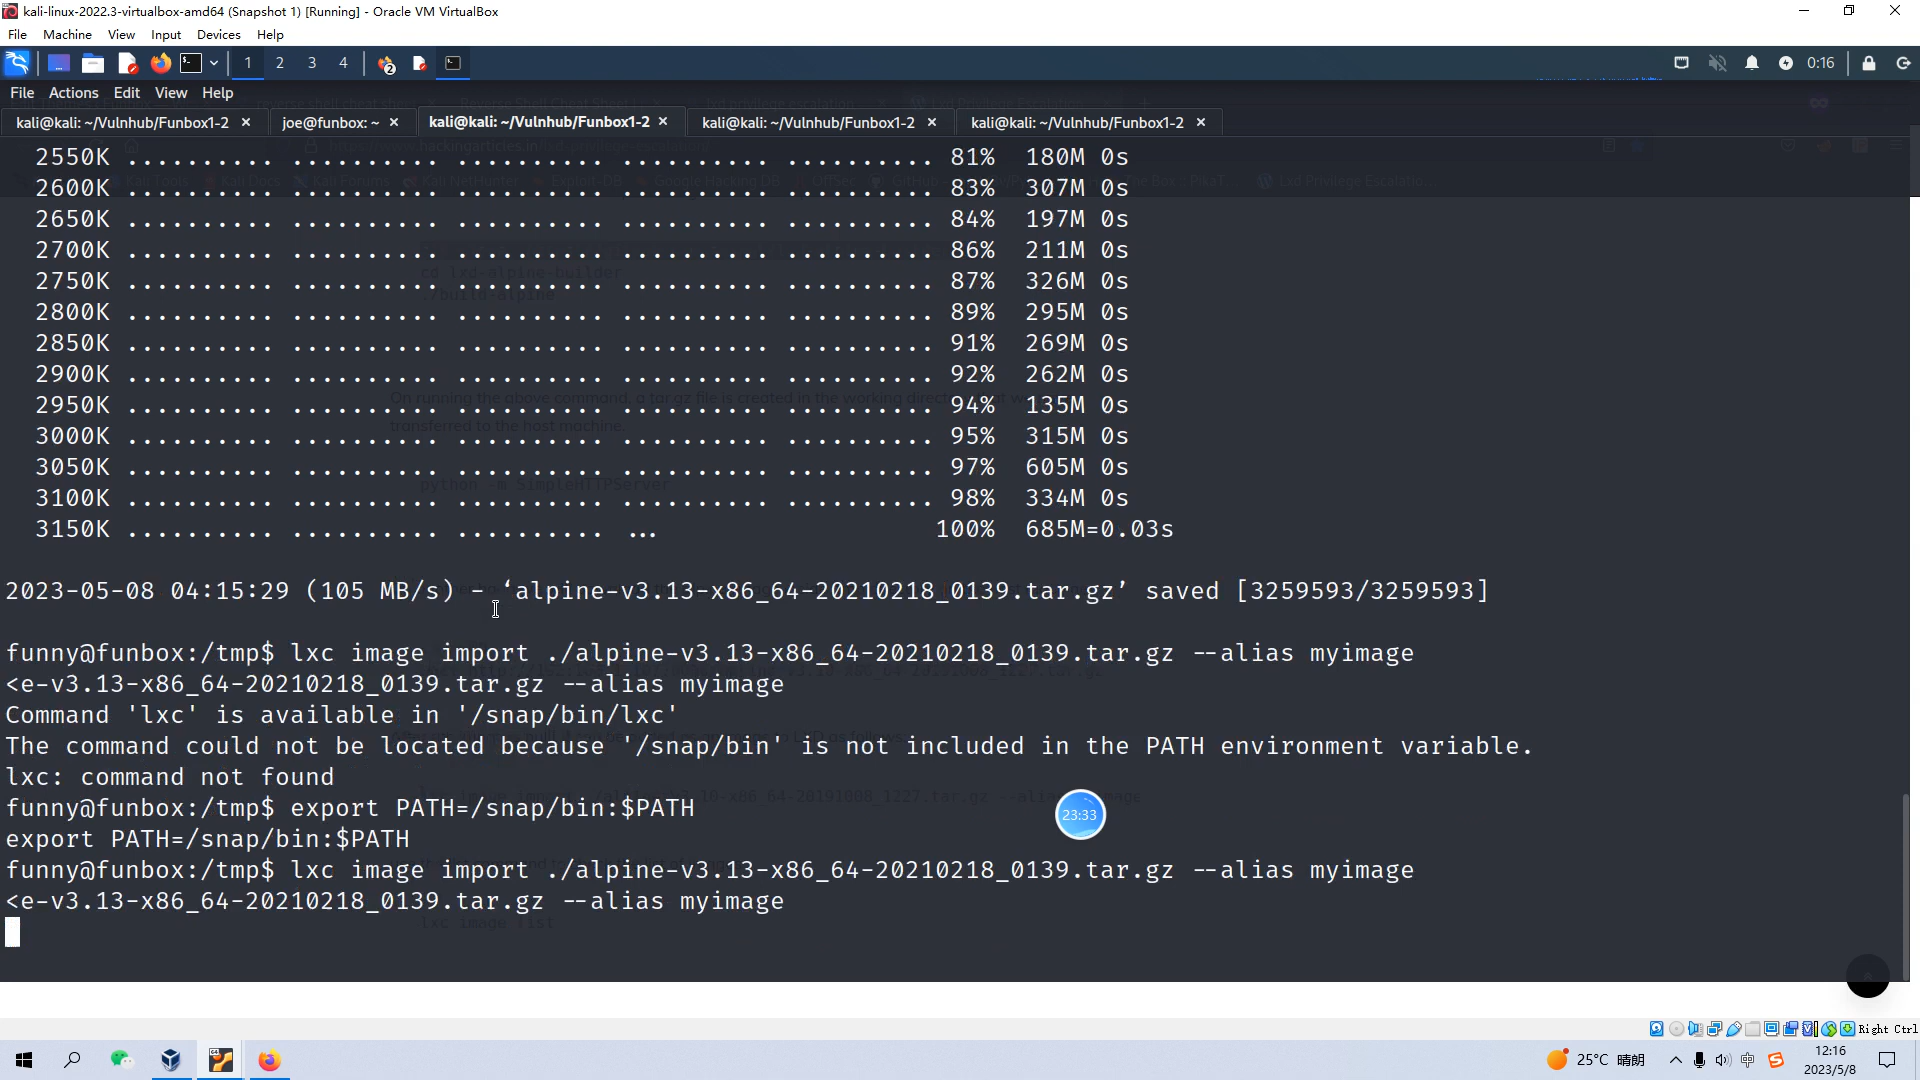 kali-linux-2022.3-virtualbox-amd64 (Snapshot 1) [Running] - Oracle VM VirtualBox
File Machine View Input Devices Help
1 2 3 4 2 0:16
File Actions Edit View Help
kali@kali: ~/Vulnhub/Funbox1-2 × joe@funbox: ~ × kali@kali: ~/Vulnhub/Funbox1-2 × kali@kali: ~/Vulnhub/Funbox1-2 × kali@kali: ~/Vulnhub/Funbox1-2 ×
2550K .......... .......... .......... .......... .......... 81% 180M 0s
2600K .......... .......... .......... .......... .......... 83% 307M 0s
2650K .......... .......... .......... .......... .......... 84% 197M 0s
2700K .......... .......... .......... .......... .......... 86% 211M 0s
2750K .......... .......... .......... .......... .......... 87% 326M 0s
2800K .......... .......... .......... .......... .......... 89% 295M 0s
2850K .......... .......... .......... .......... .......... 91% 269M 0s
2900K .......... .......... .......... .......... .......... 92% 262M 0s
2950K .......... .......... .......... .......... .......... 94% 135M 0s
3000K .......... .......... .......... .......... .......... 95% 315M 0s
3050K .......... .......... .......... .......... .......... 97% 605M 0s
3100K .......... .......... .......... .......... .......... 98% 334M 0s
3150K .......... .......... .......... ... 100% 685M=0.03s
2023-05-08 04:15:29 (105 MB/s) - ‘alpine-v3.13-x86_64-20210218_0139.tar.gz’ saved [3259593/3259593]
funny@funbox:/tmp$ lxc image import ./alpine-v3.13-x86_64-20210218_0139.tar.gz --alias myimage
<e-v3.13-x86_64-20210218_0139.tar.gz --alias myimage
Command 'lxc' is available in '/snap/bin/lxc'
The command could not be located because '/snap/bin' is not included in the PATH environment variable.
lxc: command not found
funny@funbox:/tmp$ export PATH=/snap/bin:$PATH
export PATH=/snap/bin:$PATH
23:33
funny@funbox:/tmp$ lxc image import ./alpine-v3.13-x86_64-20210218_0139.tar.gz --alias myimage
<e-v3.13-x86_64-20210218_0139.tar.gz --alias myimage
lxc image list
Right Ctrl
25°C 晴朗 中 12:16
2023/5/8